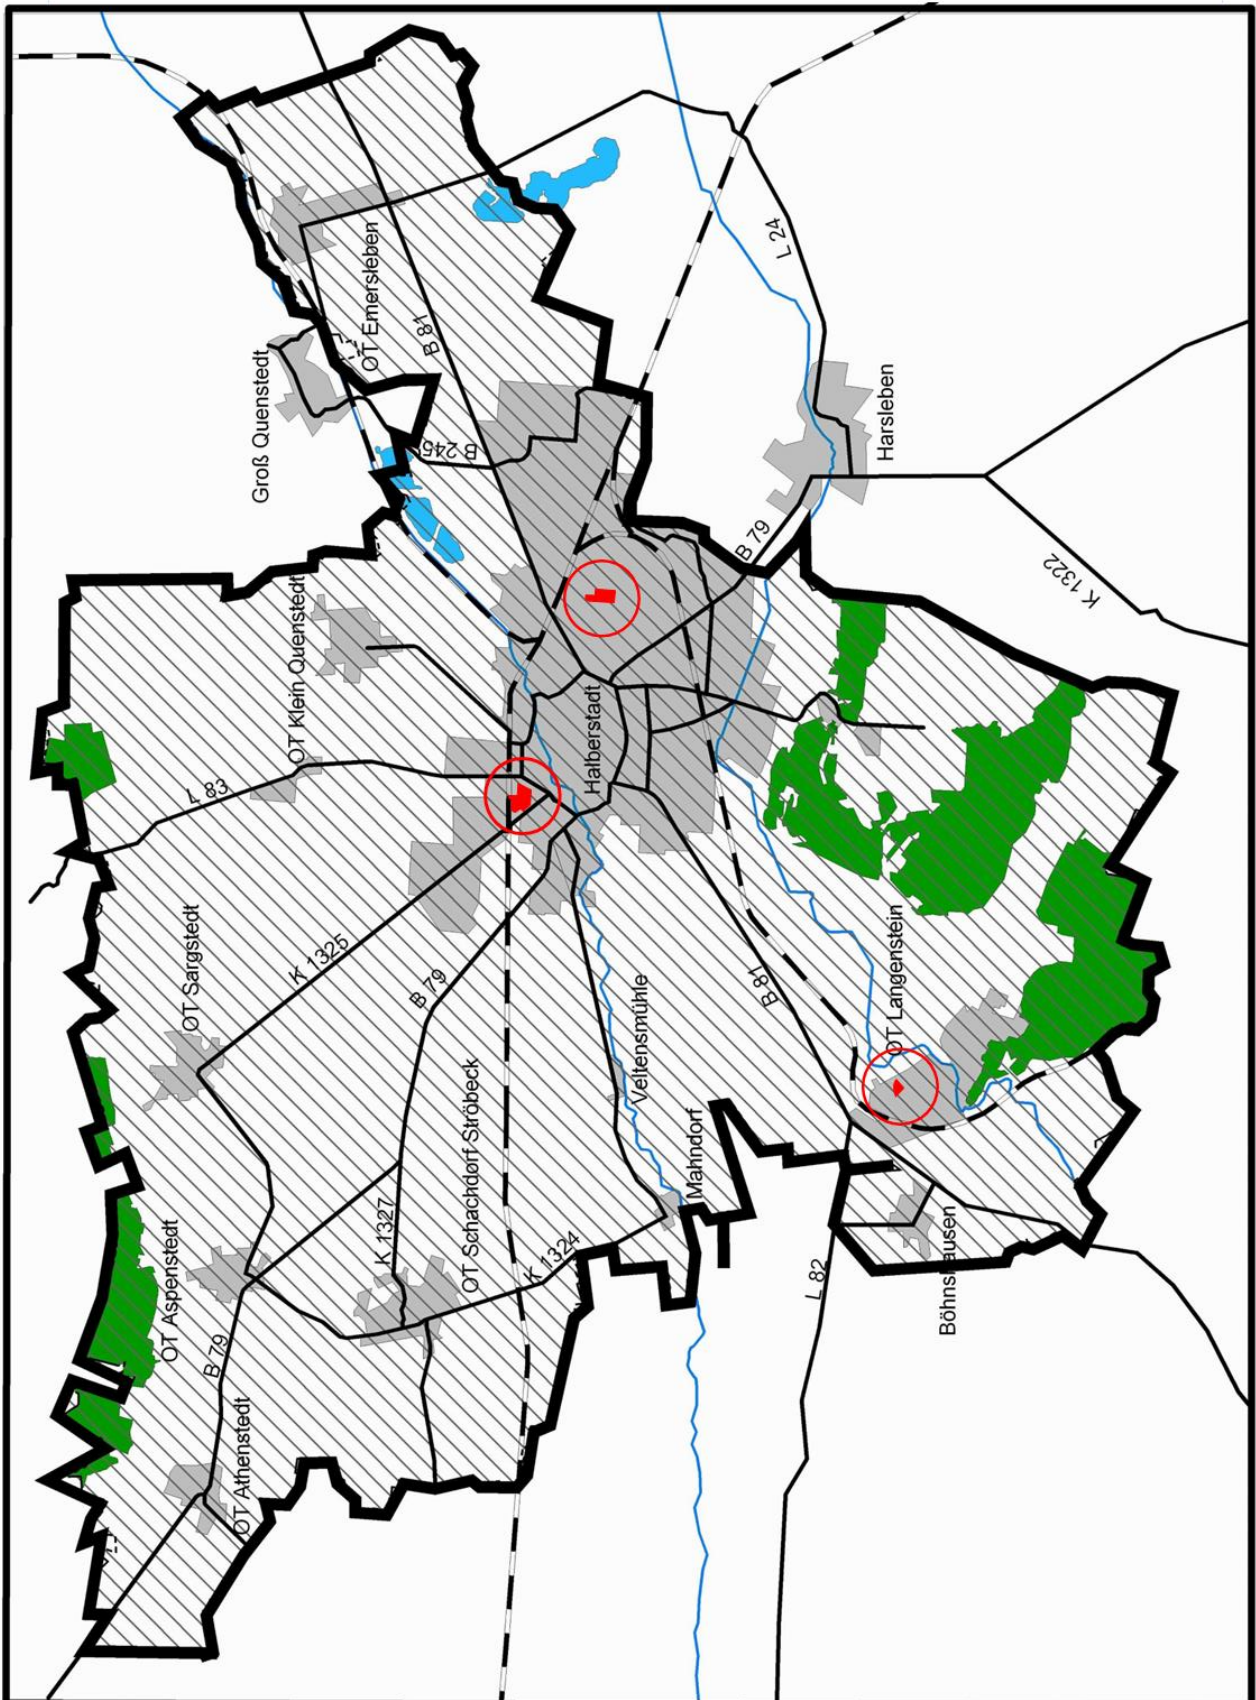 OT Aspenstedt
OT Sargstedt
L 83
B 79
OT Athenstedt
Groß Quenstedt
OT Klein Quenstedt
K 1325
OT Emersleben
K 1327
B 79
B 81
B 245
OT Schachdorf Ströbeck
K 1324
Halberstadt
Veltensmühle
Mahndorf
B 79
B 81
L 24
L 82
Harsleben
OT Langenstein
Böhnshausen
K 1322